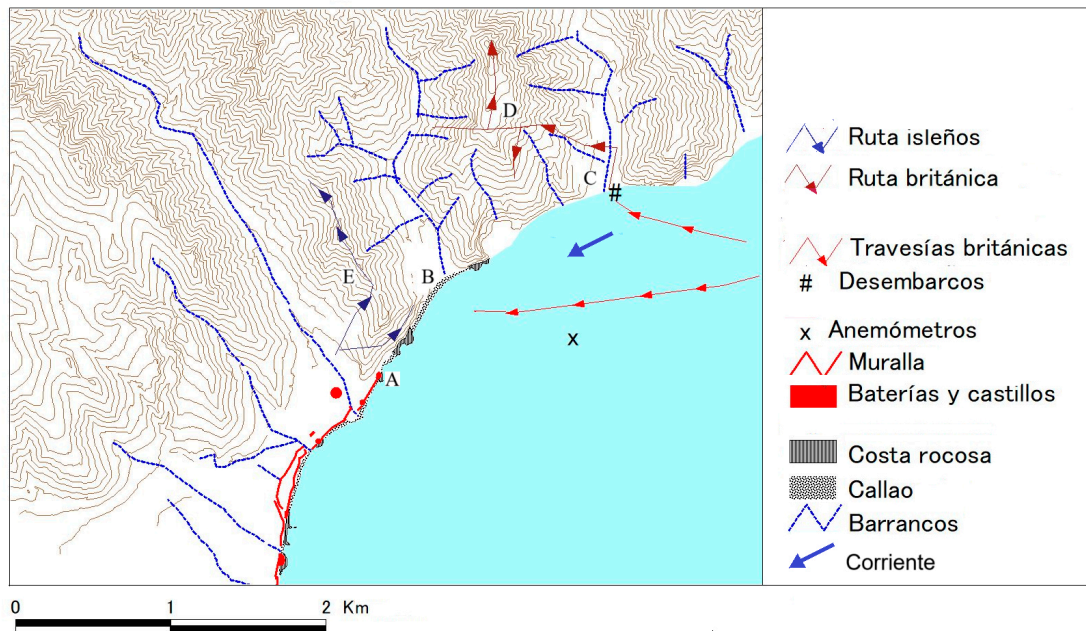 D
C
E
B
A
#
x
Ruta isleños
Ruta británica
Travesías británicas
# Desembarcos
x Anemómetros
Muralla
Baterías y castillos
Costa rocosa
Callao
Barrancos
Corriente
0 1 2 Km